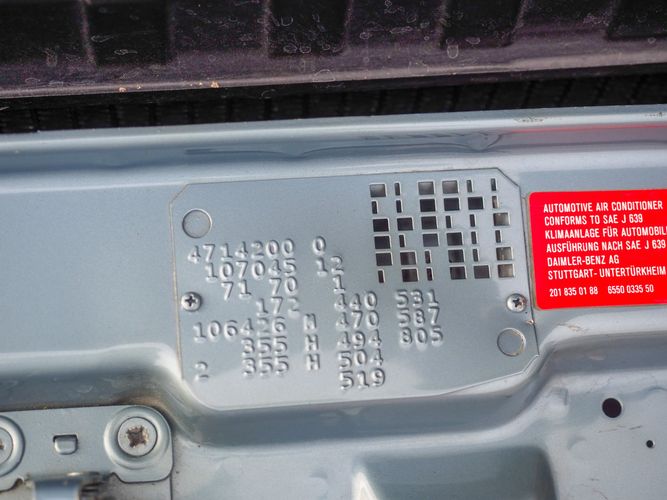 4714200 0
107045 12
71 70 1
172 440 531
106426 M 470 587
355 H 494 805
2 355 H 504
519
AUTOMOTIVE AIR CONDITIONER
CONFORMS TO SAE J 639
KLIMAANLAGE FÜR AUTOMOBIL
AUSFÜHRUNG NACH SAE J 639
DAIMLER-BENZ AG
STUTTGART- UNTERTÜRKHEIM
201 835 01 88 6550 0335 50